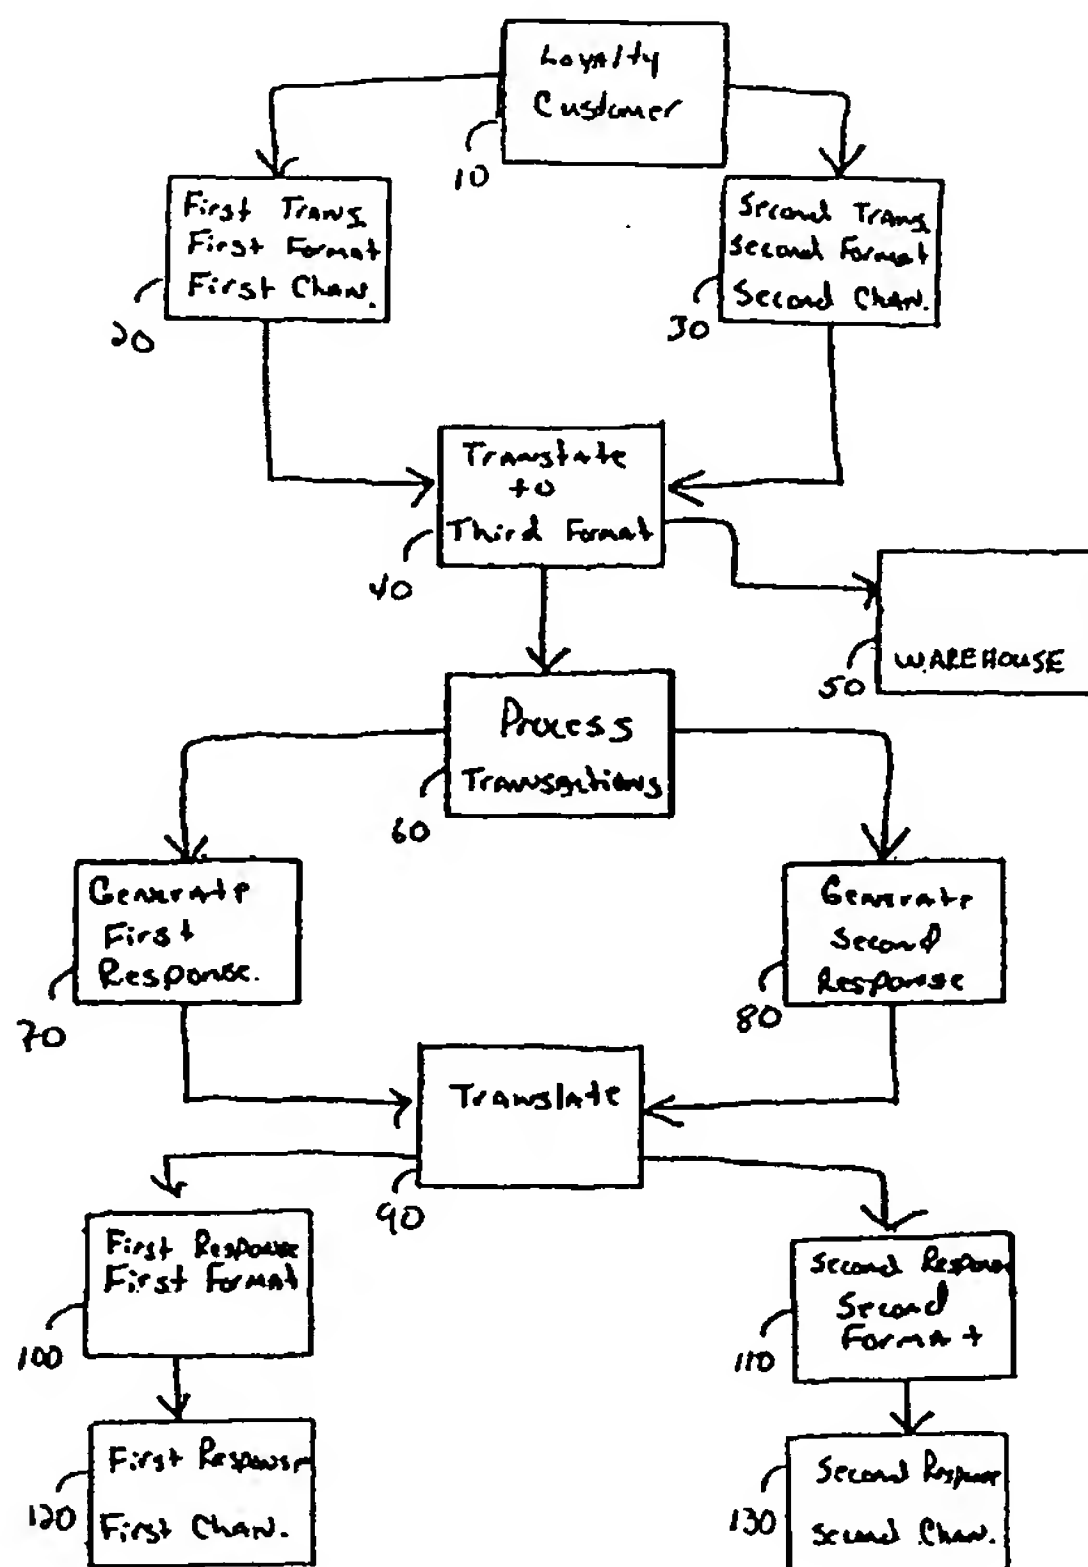 Loyalty
Customer
10
First Trans
First Format
First Chan.
20
Second Trans
Second Format
Second Chan.
30
Translate
to
Third Format
40
WAREHOUSE
50
Process
Transactions
60
Generate
First
Response.
70
Generate
Second
Response
80
Translate
90
First Response
First Format
100
Second Respons
Second
Format
110
First Response
First Chan.
120
Second Response
Second Chan.
130